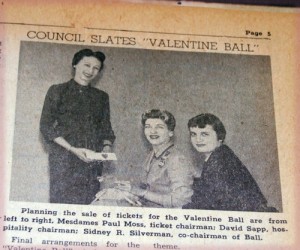 Page 5
COUNCIL SLATES "VALENTINE BALL"
Planning the sale of tickets for the Valentine Ball are from
left to right, Mesdames Paul Moss, ticket chairman; David Sapp, hos-
pitality chairman; Sidney R. Silverman, co-chairman of Ball.
Final arrangements for the theme,
"Valentine